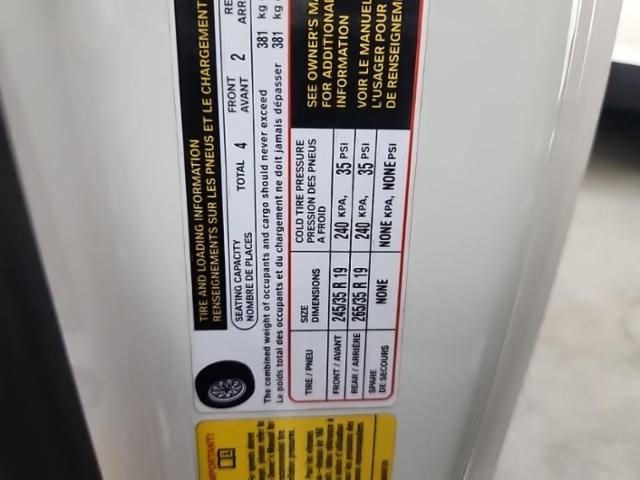 TIRE AND LOADING INFORMATION
RENSEIGNEMENTS SUR LES PNEUS ET LE CHARGEMENT
SEATING CAPACITY
NOMBRE DE PLACES
TOTAL 4
FRONT
AVANT 2
The combined weight of occupants and cargo should never exceed 381 kg
Le poids total des occupants et du chargement ne doit jamais dépasser 381 kg
TIRE / PNEU
SIZE
DIMENSIONS
COLD TIRE PRESSURE
PRESSION DES PNEUS
A FROID
FRONT / AVANT 245/35 R 19 240 KPA, 35 PSI
REAR / ARRIÈRE 265/35 R 19 240 KPA, 35 PSI
SPARE
DE SECOURS NONE NONE KPA, NONE PSI
SEE OWNER'S
FOR ADDITIONAL
INFORMATION
VOIR LE MANUEL
L'USAGER POUR
DE RENSEIGNEM